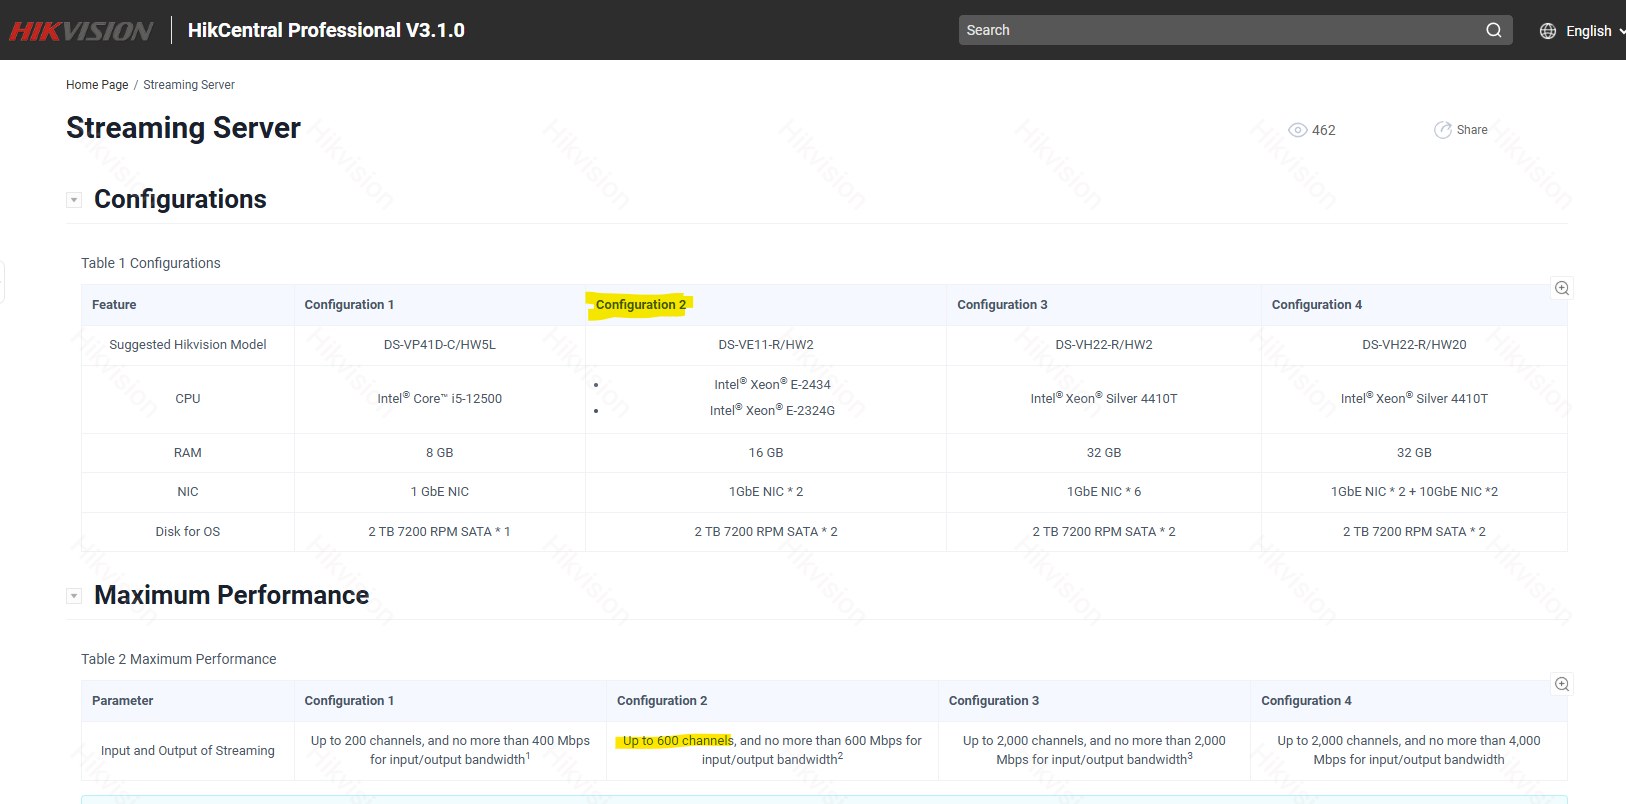 HIKVISION HikCentral Professional V3.1.0 Search English
Home Page / Streaming Server
Streaming Server 462 Share
Configurations
Table 1 Configurations
Feature Configuration 1 Configuration 2 Configuration 3 Configuration 4
Suggested Hikvision Model DS-VP41D-C/HW5L DS-VE11-R/HW2 DS-VH22-R/HW2 DS-VH22-R/HW20
CPU Intel® Core™ i5-12500 • Intel® Xeon® E-2434 Intel® Xeon® Silver 4410T Intel® Xeon® Silver 4410T
• Intel® Xeon® E-2324G
RAM 8 GB 16 GB 32 GB 32 GB
NIC 1 GbE NIC 1GbE NIC * 2 1GbE NIC * 6 1GbE NIC * 2 + 10GbE NIC *2
Disk for OS 2 TB 7200 RPM SATA * 1 2 TB 7200 RPM SATA * 2 2 TB 7200 RPM SATA * 2 2 TB 7200 RPM SATA * 2
Maximum Performance
Table 2 Maximum Performance
Parameter Configuration 1 Configuration 2 Configuration 3 Configuration 4
Input and Output of Streaming Up to 200 channels, and no more than 400 Mbps Up to 600 channels, and no more than 600 Mbps for Up to 2,000 channels, and no more than 2,000 Up to 2,000 channels, and no more than 4,000
for input/output bandwidth¹ input/output bandwidth² Mbps for input/output bandwidth³ Mbps for input/output bandwidth
Hikvision